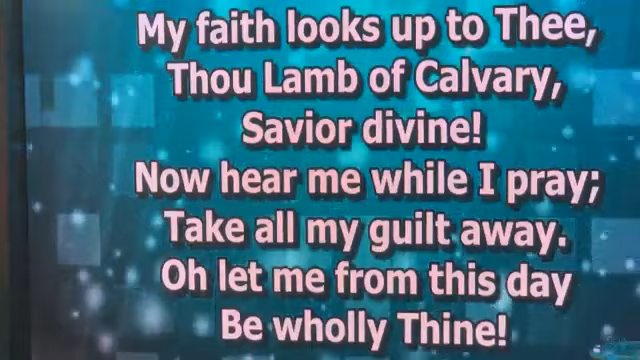 My faith looks up to Thee,
Thou Lamb of Calvary,
Savior divine!
Now hear me while I pray;
Take all my guilt away.
Oh let me from this day
Be wholly Thine!